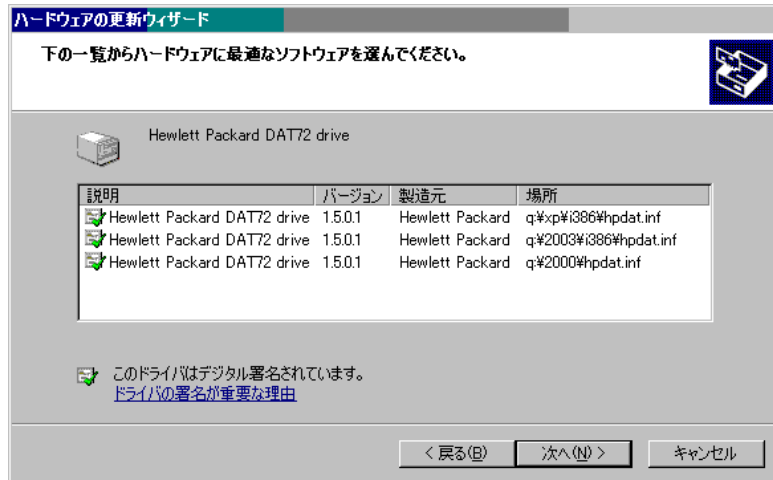 ハードウェアの更新ウィザード
下の一覧からハードウェアに最適なソフトウェアを選んでください。
Hewlett Packard DAT72 drive
説明 バージョン 製造元 場所
Hewlett Packard DAT72 drive 1.5.0.1 Hewlett Packard q:¥xp¥i386¥hpdat.inf
Hewlett Packard DAT72 drive 1.5.0.1 Hewlett Packard q:¥2003¥i386¥hpdat.inf
Hewlett Packard DAT72 drive 1.5.0.1 Hewlett Packard q:¥2000¥hpdat.inf
このドライバはデジタル署名されています。
ドライバの署名が重要な理由
< 戻る(B) 次へ(N) > キャンセル